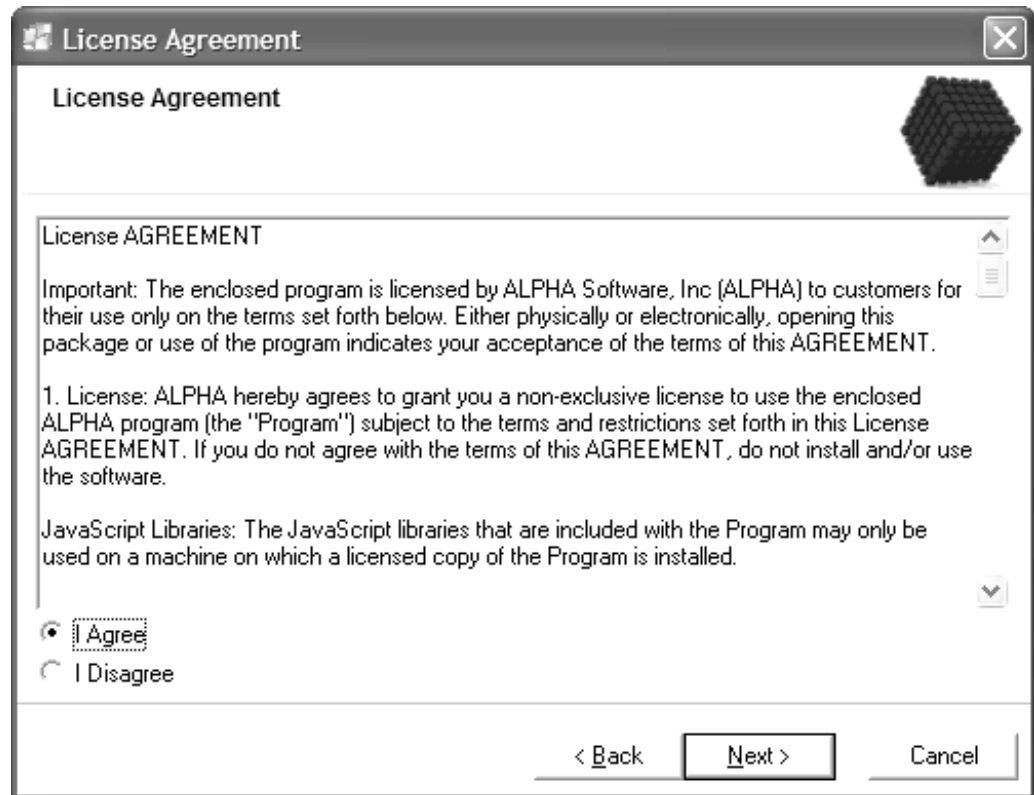 License Agreement
License Agreement
License AGREEMENT
Important: The enclosed program is licensed by ALPHA Software, Inc (ALPHA) to customers for
their use only on the terms set forth below. Either physically or electronically, opening this
package or use of the program indicates your acceptance of the terms of this AGREEMENT.
1. License: ALPHA hereby agrees to grant you a non-exclusive license to use the enclosed
ALPHA program (the "Program") subject to the terms and restrictions set forth in this License
AGREEMENT. If you do not agree with the terms of this AGREEMENT, do not install and/or use
the software.
JavaScript Libraries: The JavaScript libraries that are included with the Program may only be
used on a machine on which a licensed copy of the Program is installed.
I Agree
I Disagree
< Back Next > Cancel